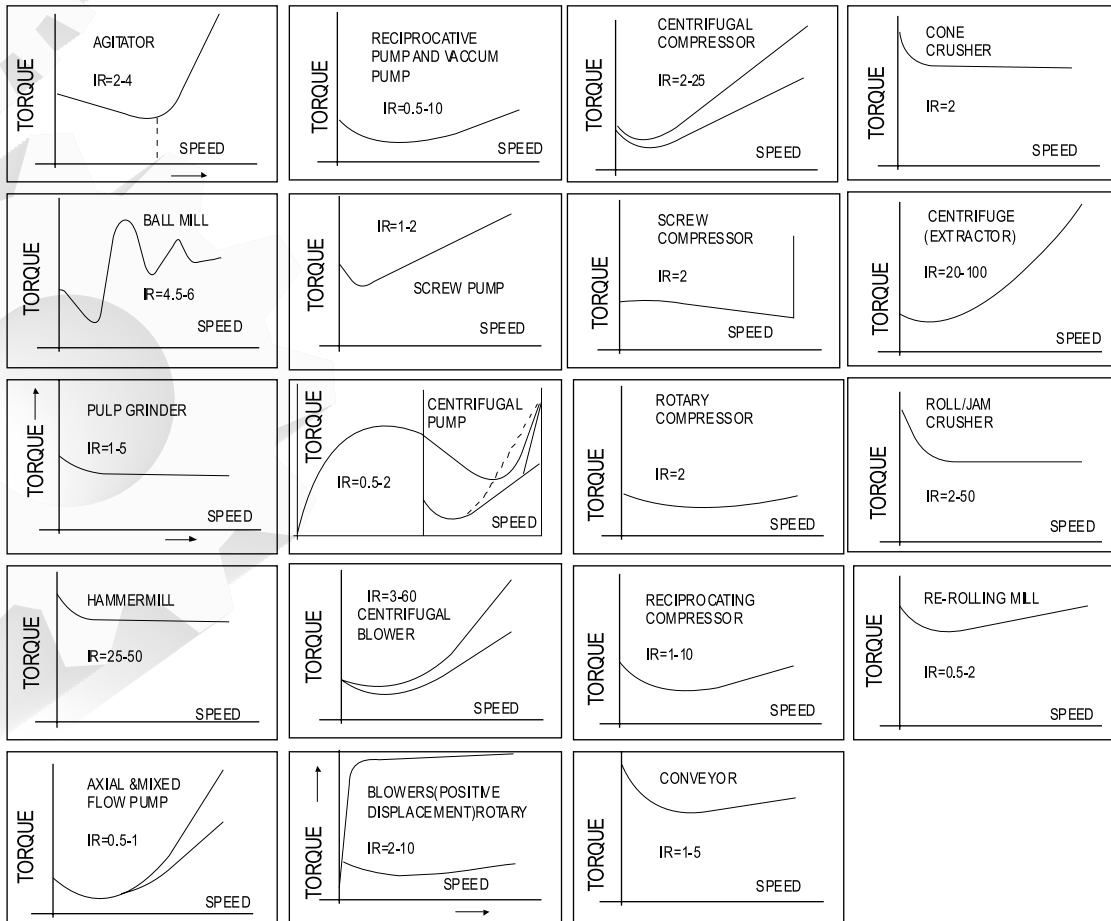 TORQUE
AGITATOR
IR=2-4
SPEED
TORQUE
RECIPROCATIVE
PUMP AND VACCUM
PUMP
IR=0.5-10
SPEED
TORQUE
CENTRIFUGAL
COMPRESSOR
IR=2-25
SPEED
TORQUE
CONE
CRUSHER
IR=2
SPEED
TORQUE
BALL MILL
IR=4.5-6
SPEED
TORQUE
IR=1-2
SCREW PUMP
SPEED
TORQUE
SCREW
COMPRESSOR
IR=2
SPEED
TORQUE
CENTRIFUGE
(EXTRACTOR)
IR=20-100
SPEED
TORQUE
PULP GRINDER
IR=1-5
SPEED
TORQUE
CENTRIFUGAL
PUMP
IR=0.5-2
SPEED
TORQUE
ROTARY
COMPRESSOR
IR=2
SPEED
TORQUE
ROLL/JAM
CRUSHER
IR=2-50
SPEED
TORQUE
HAMMERMILL
IR=25-50
SPEED
TORQUE
IR=3-60
CENTRIFUGAL
BLOWER
SPEED
TORQUE
RECIPROCATING
COMPRESSOR
IR=1-10
SPEED
TORQUE
RE-ROLLING MILL
IR=0.5-2
SPEED
TORQUE
AXIAL &MIXED
FLOW PUMP
IR=0.5-1
SPEED
TORQUE
BLOWERS(POSITIVE
DISPLACEMENT)ROTARY
IR=2-10
SPEED
TORQUE
CONVEYOR
IR=1-5
SPEED